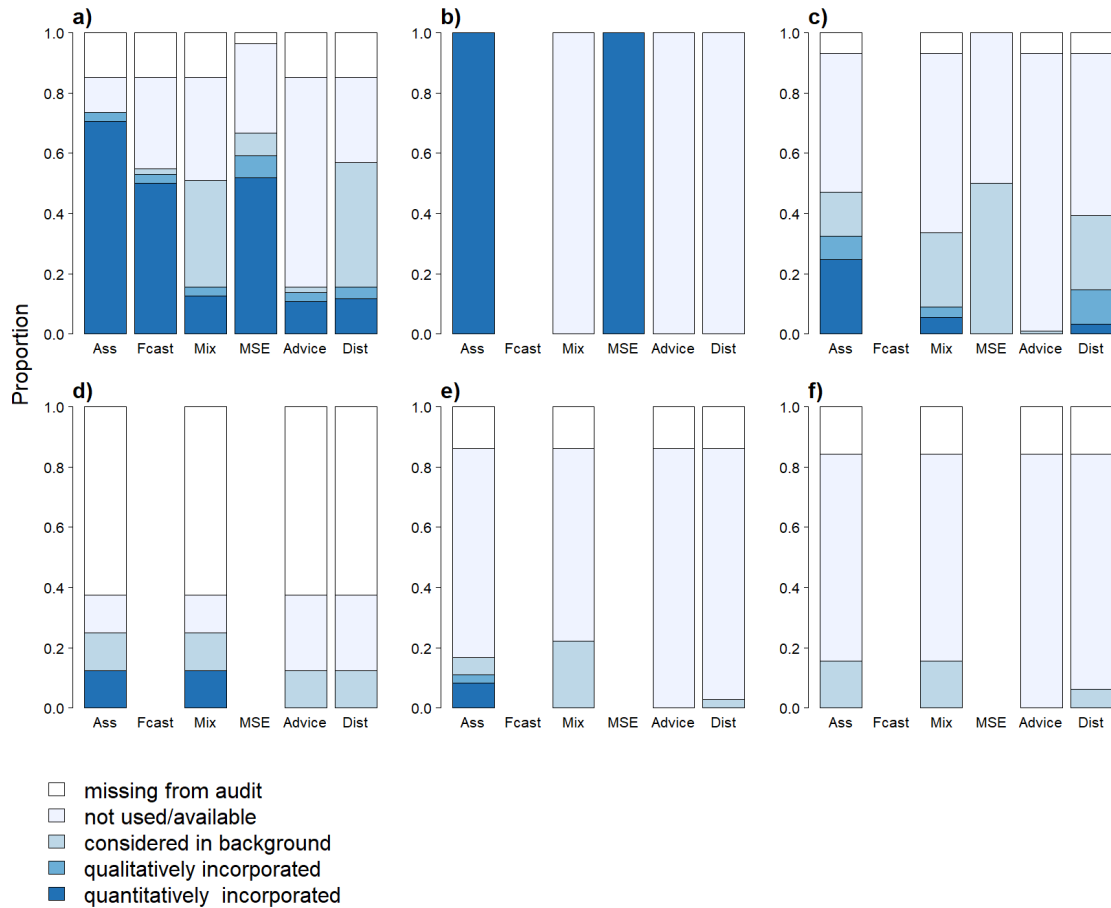 a) b) c)
1.0 1.0 1.0
0.8 0.8 0.8
0.6 0.6 0.6
0.4 0.4 0.4
0.2 0.2 0.2
0.0 0.0 0.0
Ass Fcast Mix MSE Advice Dist Ass Fcast Mix MSE Advice Dist Ass Fcast Mix MSE Advice Dist
Proportion
d) e) f)
1.0 1.0 1.0
0.8 0.8 0.8
0.6 0.6 0.6
0.4 0.4 0.4
0.2 0.2 0.2
0.0 0.0 0.0
Ass Fcast Mix MSE Advice Dist Ass Fcast Mix MSE Advice Dist Ass Fcast Mix MSE Advice Dist
missing from audit
not used/available
considered in background
qualitatively incorporated
quantitatively incorporated